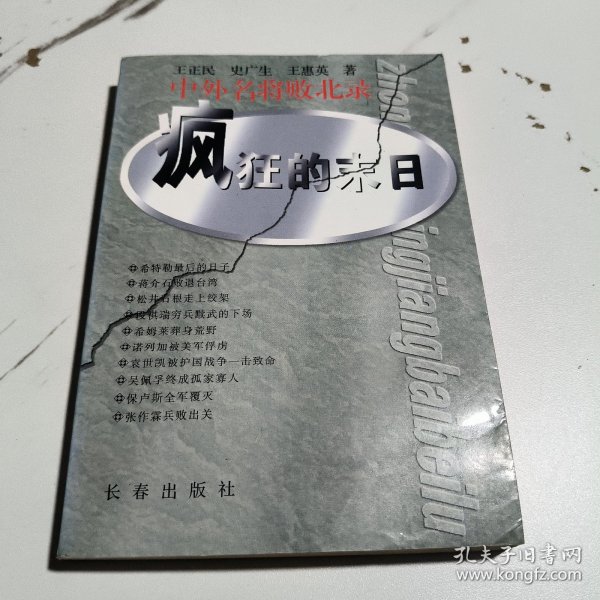 王正民 史广生 王惠英 著
中外名将败北录
疯狂的末日
希特勒最后的日子
蒋介石败退台湾
松井石根走上绞架
段祺瑞穷兵黩武的下场
希姆莱葬身荒野
诺列加被美军俘虏
袁世凯被护国战争一击致命
吴佩孚终成孤家寡人
保卢斯全军覆灭
张作霖兵败出关
长春出版社
孔夫子旧书网
www.kongfz.com